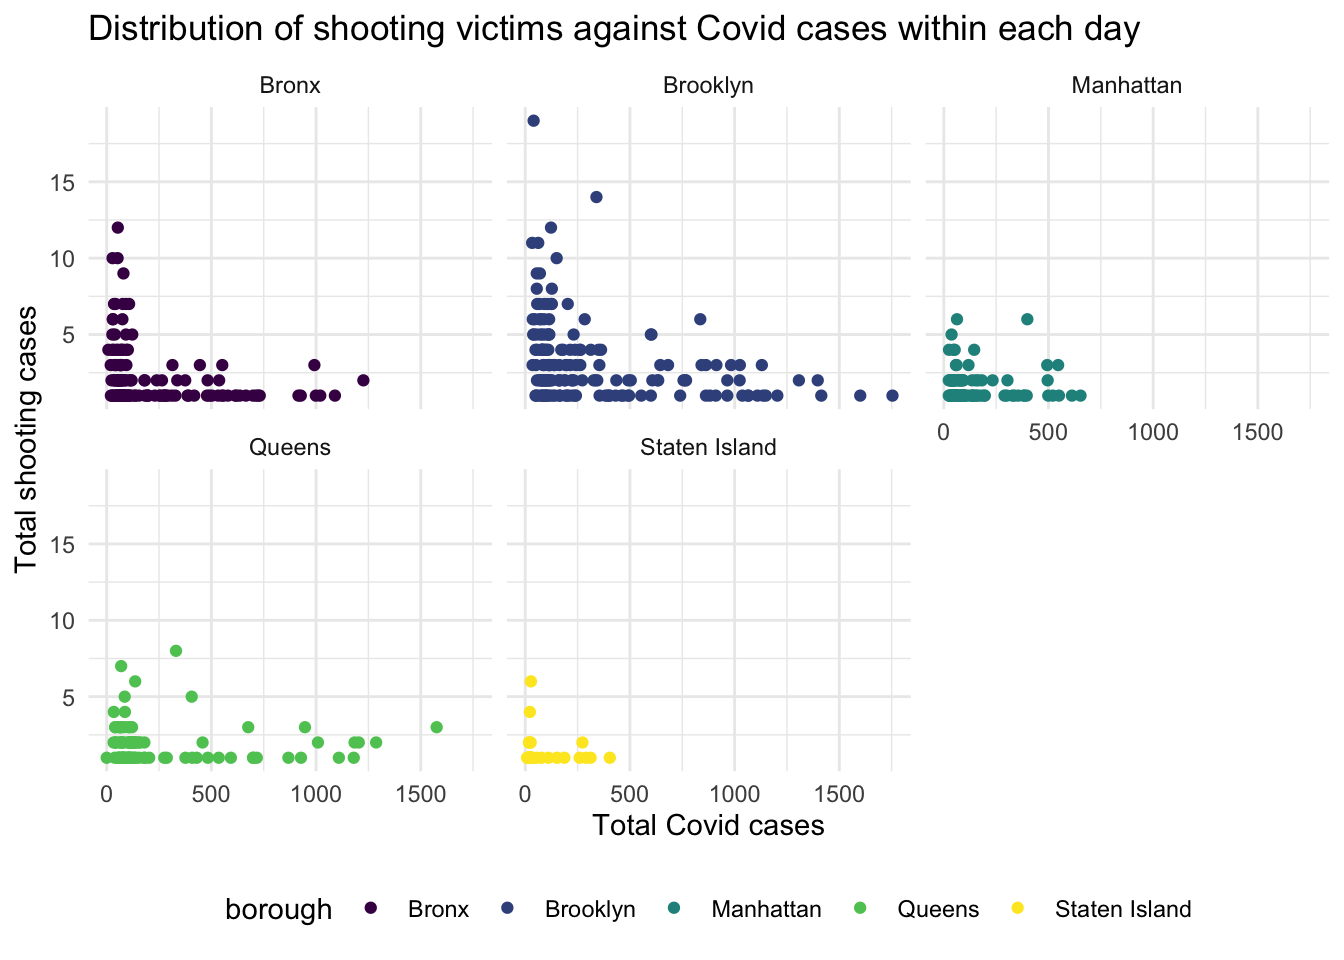 Distribution of shooting victims against Covid cases within each day
Bronx Brooklyn Manhattan
15
10
5
0 500 1000 1500
Queens Staten Island
15
10
5
0 500 1000 1500 0 500 1000 1500
Total shooting cases
Total Covid cases
borough Bronx Brooklyn Manhattan Queens Staten Island